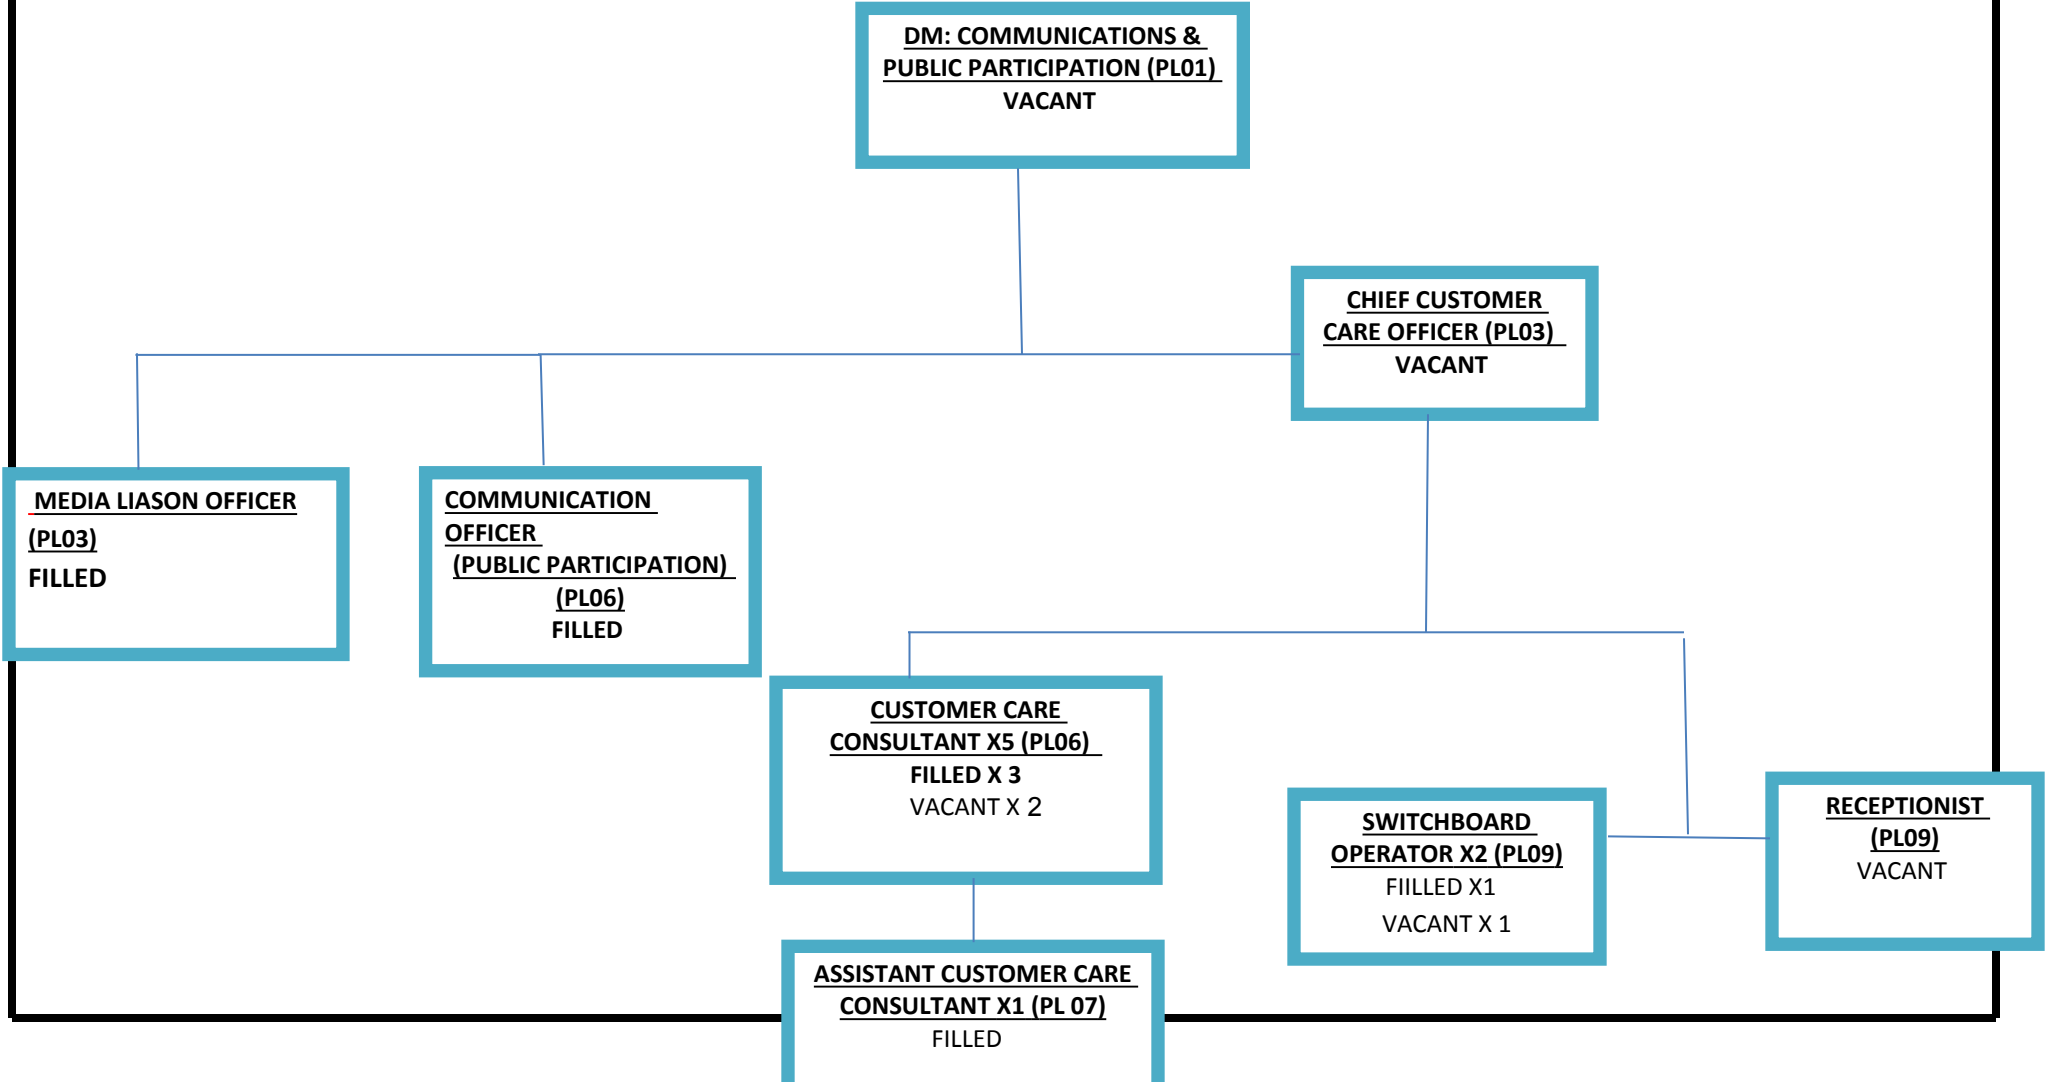 DM: COMMUNICATIONS &
PUBLIC PARTICIPATION (PL01)
VACANT
CHIEF CUSTOMER
CARE OFFICER (PL03)
VACANT
MEDIA LIASON OFFICER
(PL03)
FILLED
COMMUNICATION
OFFICER
(PUBLIC PARTICIPATION)
(PL06)
FILLED
CUSTOMER CARE
CONSULTANT X5 (PL06)
FILLED X 3
VACANT X 2
SWITCHBOARD
OPERATOR X2 (PL09)
FIILLED X1
VACANT X 1
RECEPTIONIST
(PL09)
VACANT
ASSISTANT CUSTOMER CARE
CONSULTANT X1 (PL 07)
FILLED